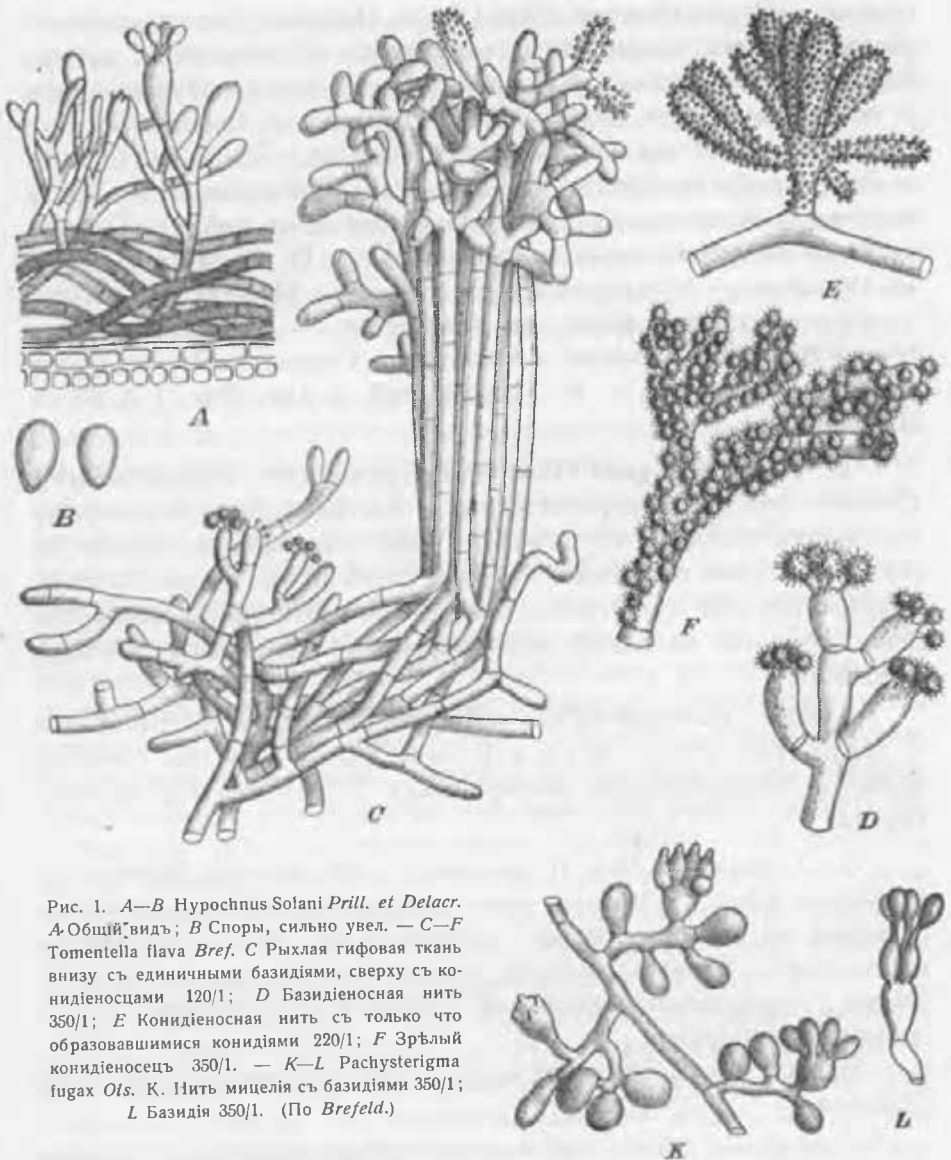 A
B
C
E
F
D
K
L
Рис. 1. A—B Hypochnus Solani Prill. et Delacr.
A Общій видъ; B Споры, сильно увел. — C—F
Tomentella flava Bref. C Рыхлая гифовая ткань
внизу съ единичными базидіями, сверху съ ко-
нидіеносцами 120/1; D Базидіеносная нить
350/1; E Конидіеносная нить съ только что
образовавшимися конидіями 220/1; F Зрѣлый
конидіеносецъ 350/1. — K—L Pachysterigma
fugax Ols. K. Нить мицелія съ базидіями 350/1;
L Базидія 350/1. (По Brefeld.)